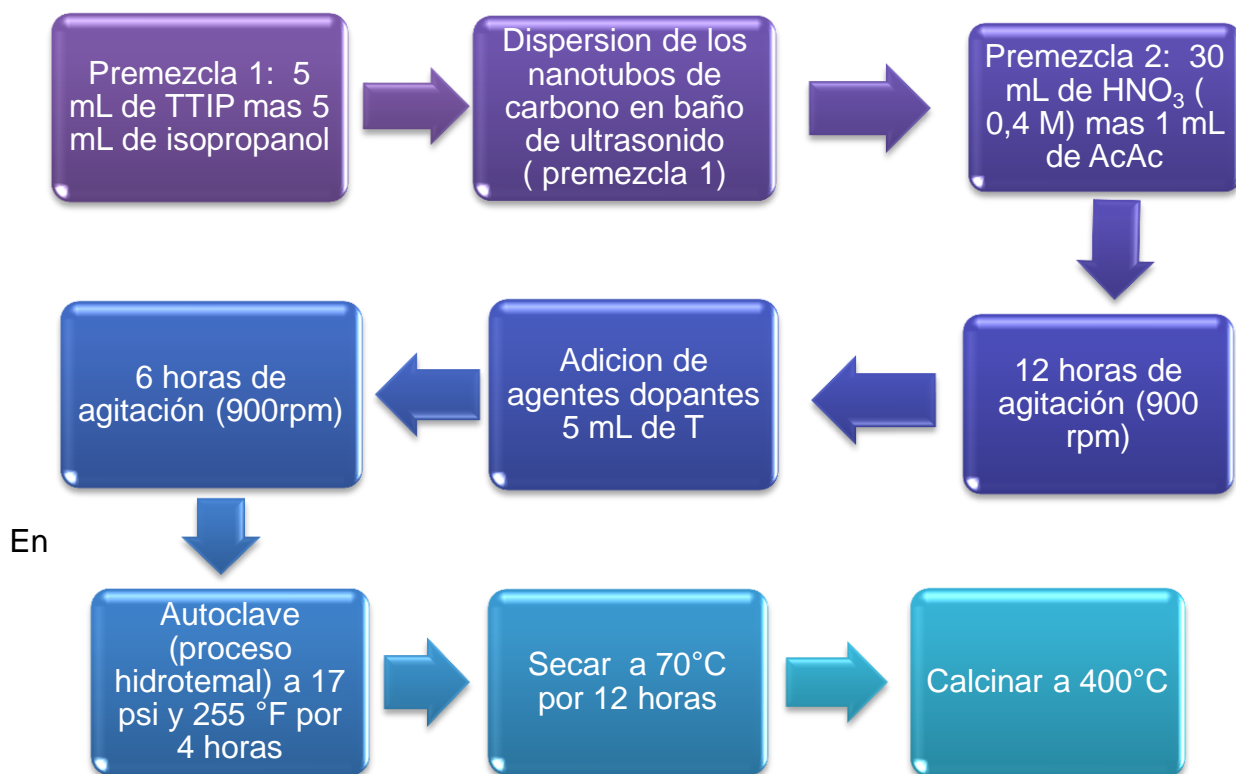 Premezcla 1: 5
mL de TTIP mas 5
mL de isopropanol
Dispersion de los
nanotubos de
carbono en baño
de ultrasonido
( premezcla 1)
Premezcla 2: 30
mL de HNO₃ (
0,4 M) mas 1 mL
de AcAc
12 horas de
agitación (900
rpm)
Adicion de
agentes dopantes
5 mL de T
6 horas de
agitación (900rpm)
En
Autoclave
(proceso
hidrotemal) a 17
psi y 255 °F por
4 horas
Secar a 70°C
por 12 horas
Calcinar a 400°C